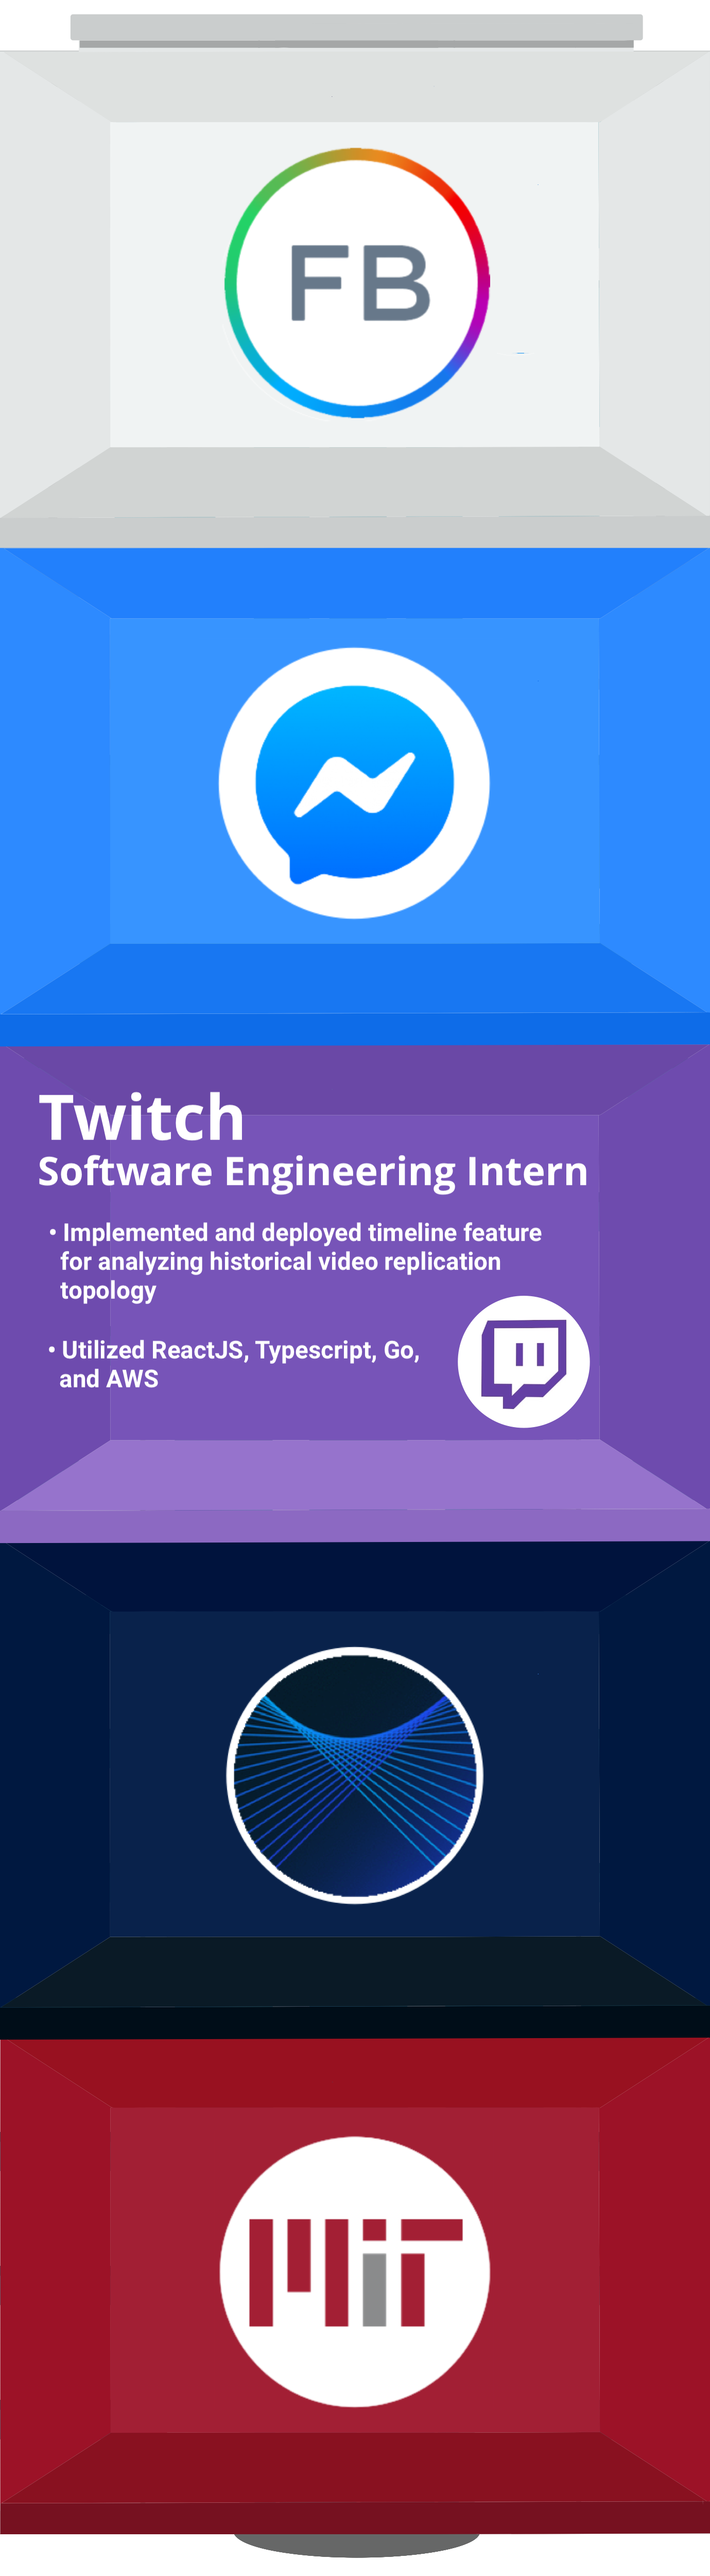 FB
Twitch
Software Engineering Intern
• Implemented and deployed timeline feature
for analyzing historical video replication
topology
• Utilized ReactJS, Typescript, Go,
and AWS
MIT